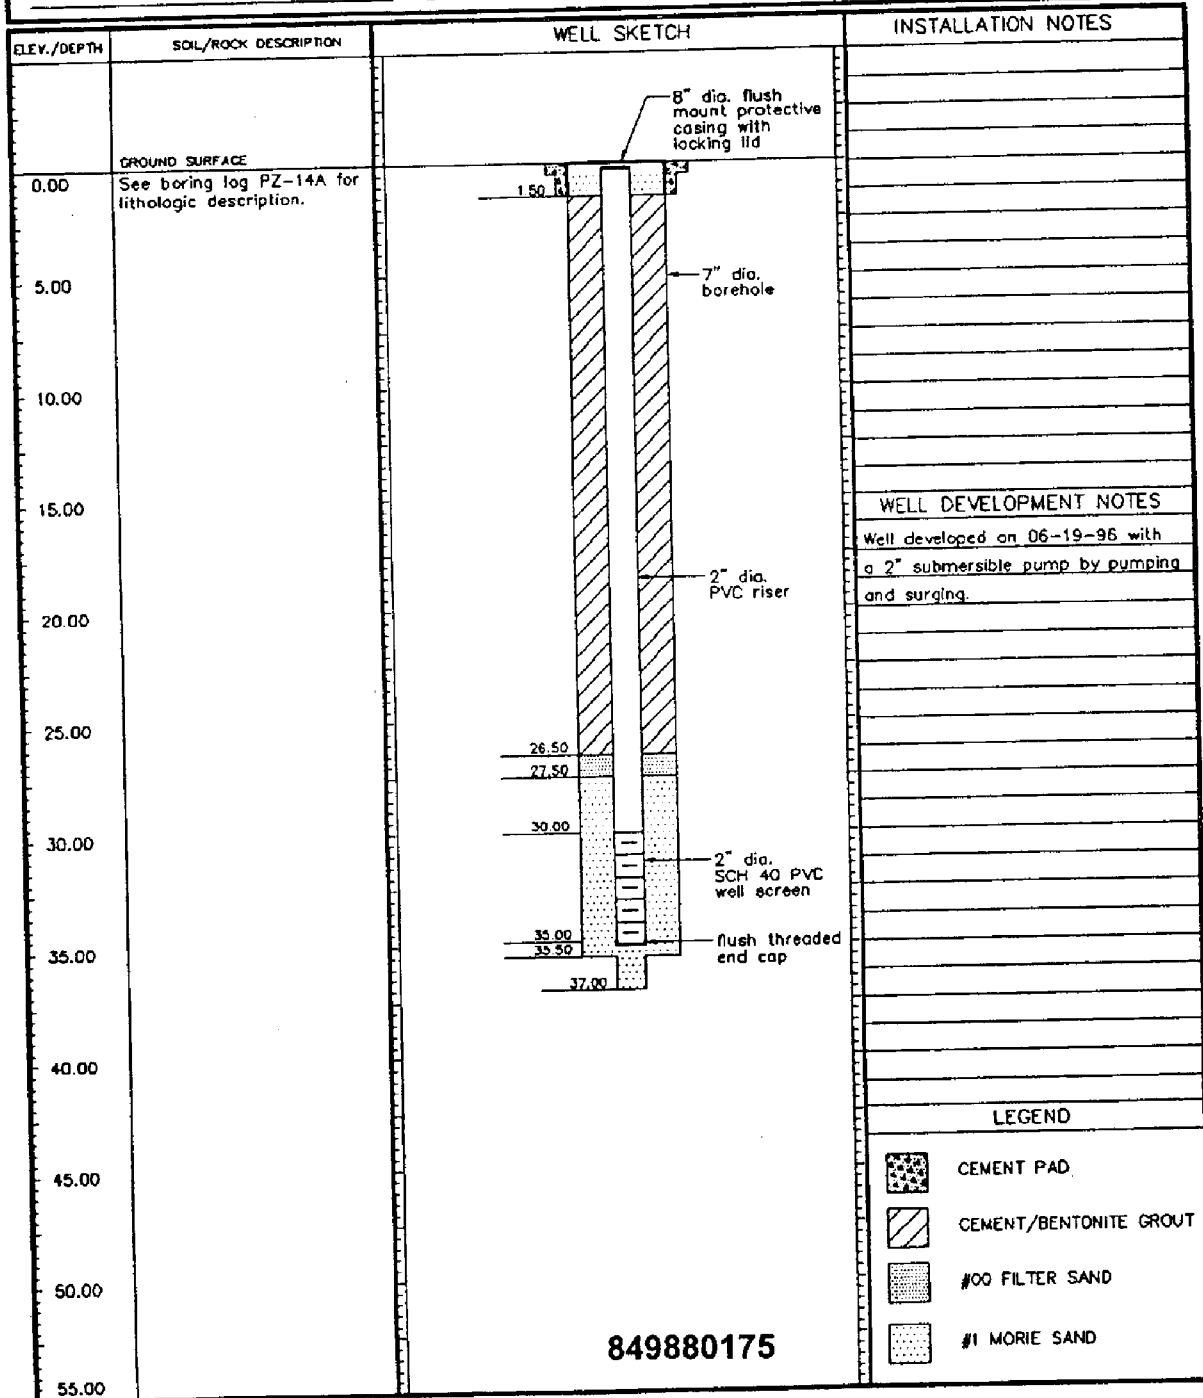 ELEV./DEPTH
SOIL/ROCK DESCRIPTION
WELL SKETCH
INSTALLATION NOTES
8" dia. flush
mount protective
casing with
locking lid
GROUND SURFACE
0.00
See boring log PZ-14A for
lithologic description.
1.50
5.00
7" dia.
borehole
10.00
15.00
WELL DEVELOPMENT NOTES
Well developed on 06-19-96 with
a 2" submersible pump by pumping
and surging.
2" dia.
PVC riser
20.00
25.00
26.50
27.50
30.00
30.00
2" dia.
SCH 40 PVC
well screen
35.00
35.50
flush threaded
end cap
35.00
37.00
40.00
LEGEND
CEMENT PAD
45.00
CEMENT/BENTONITE GROUT
50.00
#00 FILTER SAND
#1 MORIE SAND
849880175
55.00